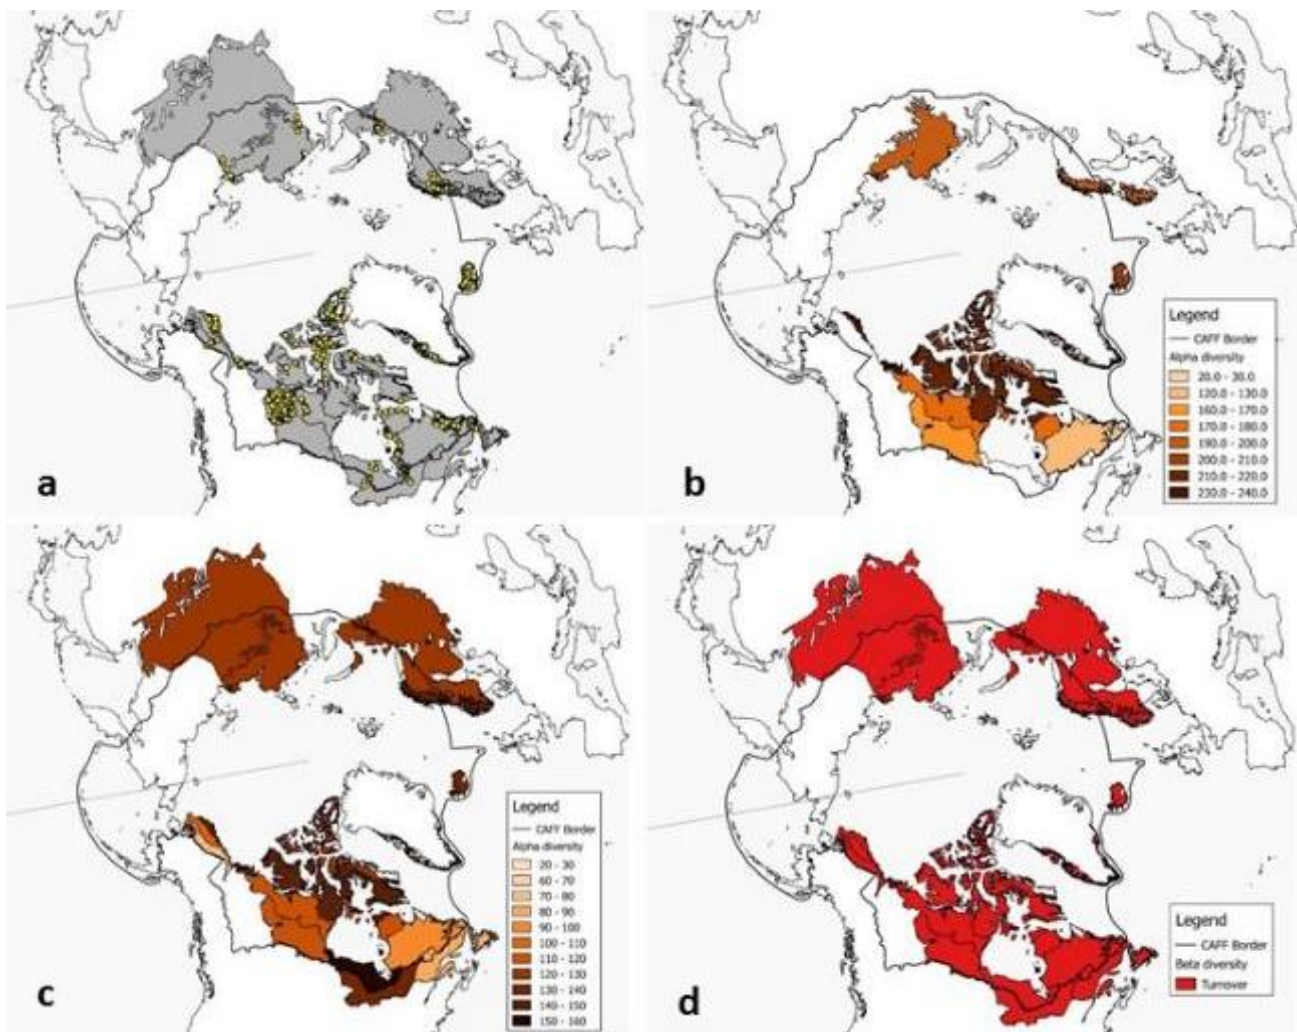 a
b
Legend
CAFF Border
Alpha diversity
20.0 - 30.0
120.0 - 130.0
160.0 - 170.0
170.0 - 180.0
190.0 - 200.0
200.0 - 210.0
210.0 - 220.0
230.0 - 240.0
c
Legend
CAFF Border
Alpha diversity
20 - 30
60 - 70
70 - 80
80 - 90
90 - 100
100 - 110
110 - 120
120 - 130
130 - 140
140 - 150
150 - 160
d
Legend
CAFF Border
Beta diversity
Turnover